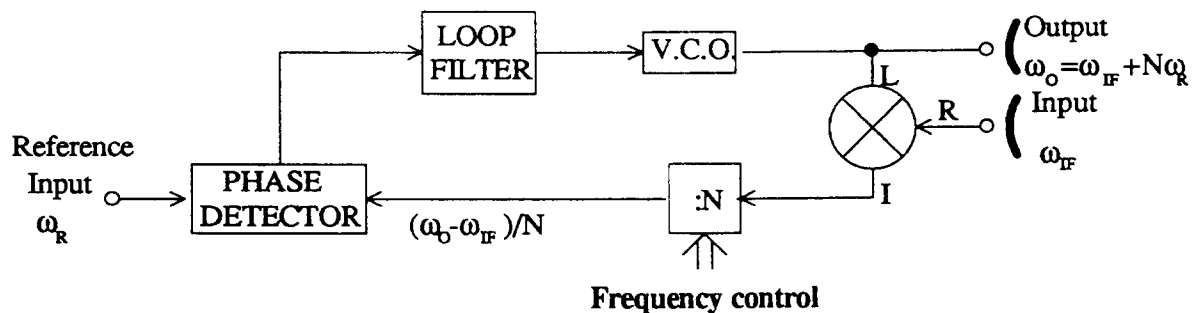 LOOP
FILTER
V.C.O.
Output
ω_O=ω_IF+Nω_R
L
R
Input
ω_IF
I
Reference
Input
ω_R
PHASE
DETECTOR
(ω_O-ω_IF)/N
:N
Frequency control